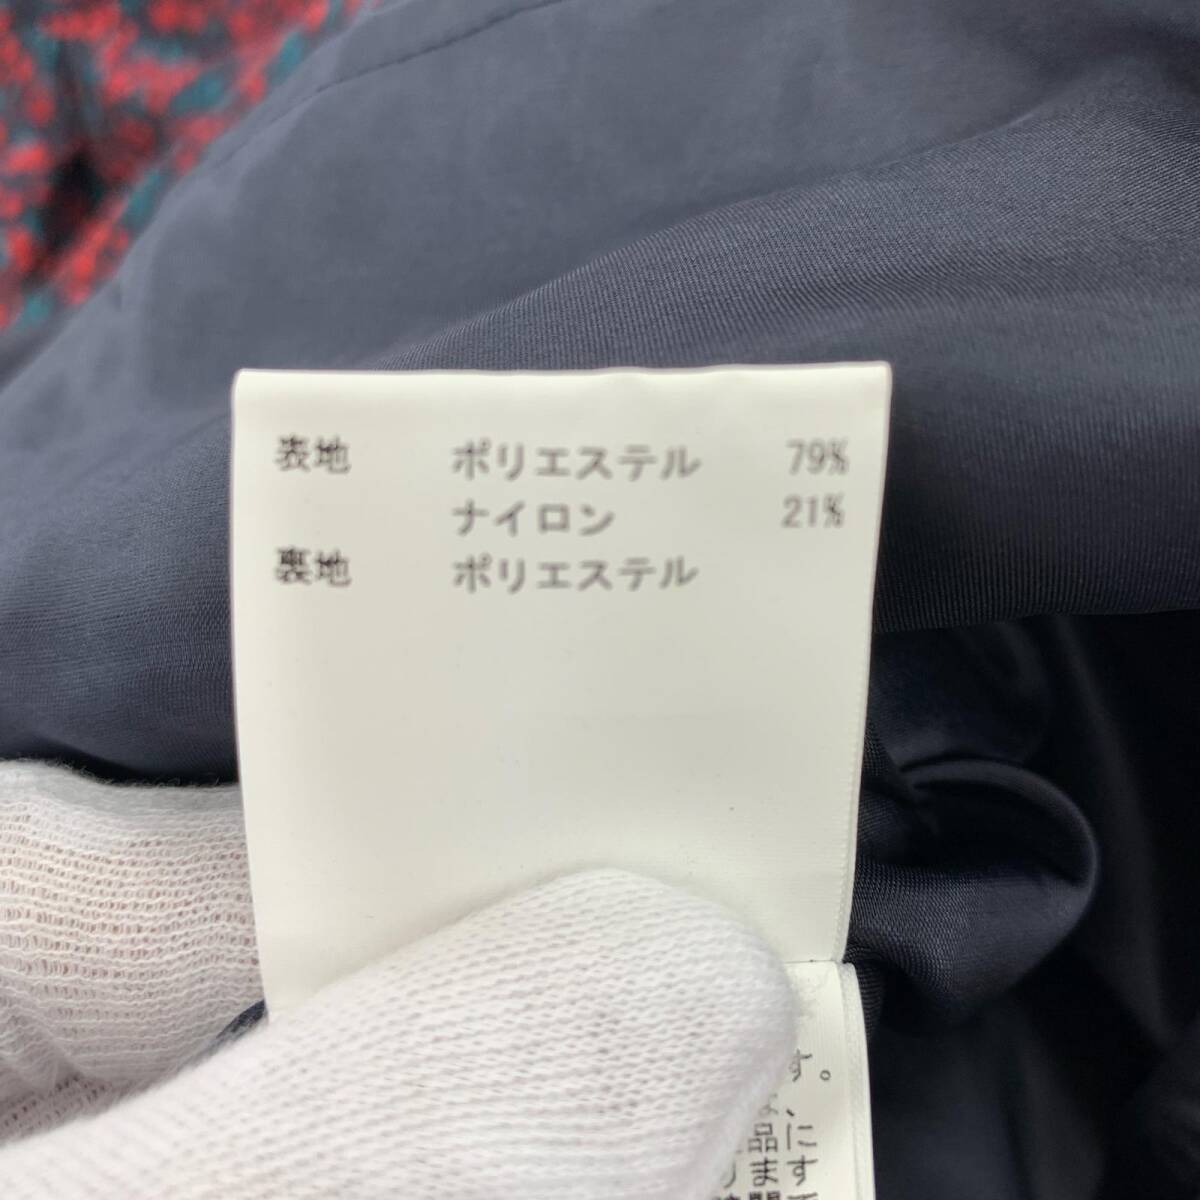 表地 ポリエステル 79%
ナイロン 21%
裏地 ポリエステル
す。